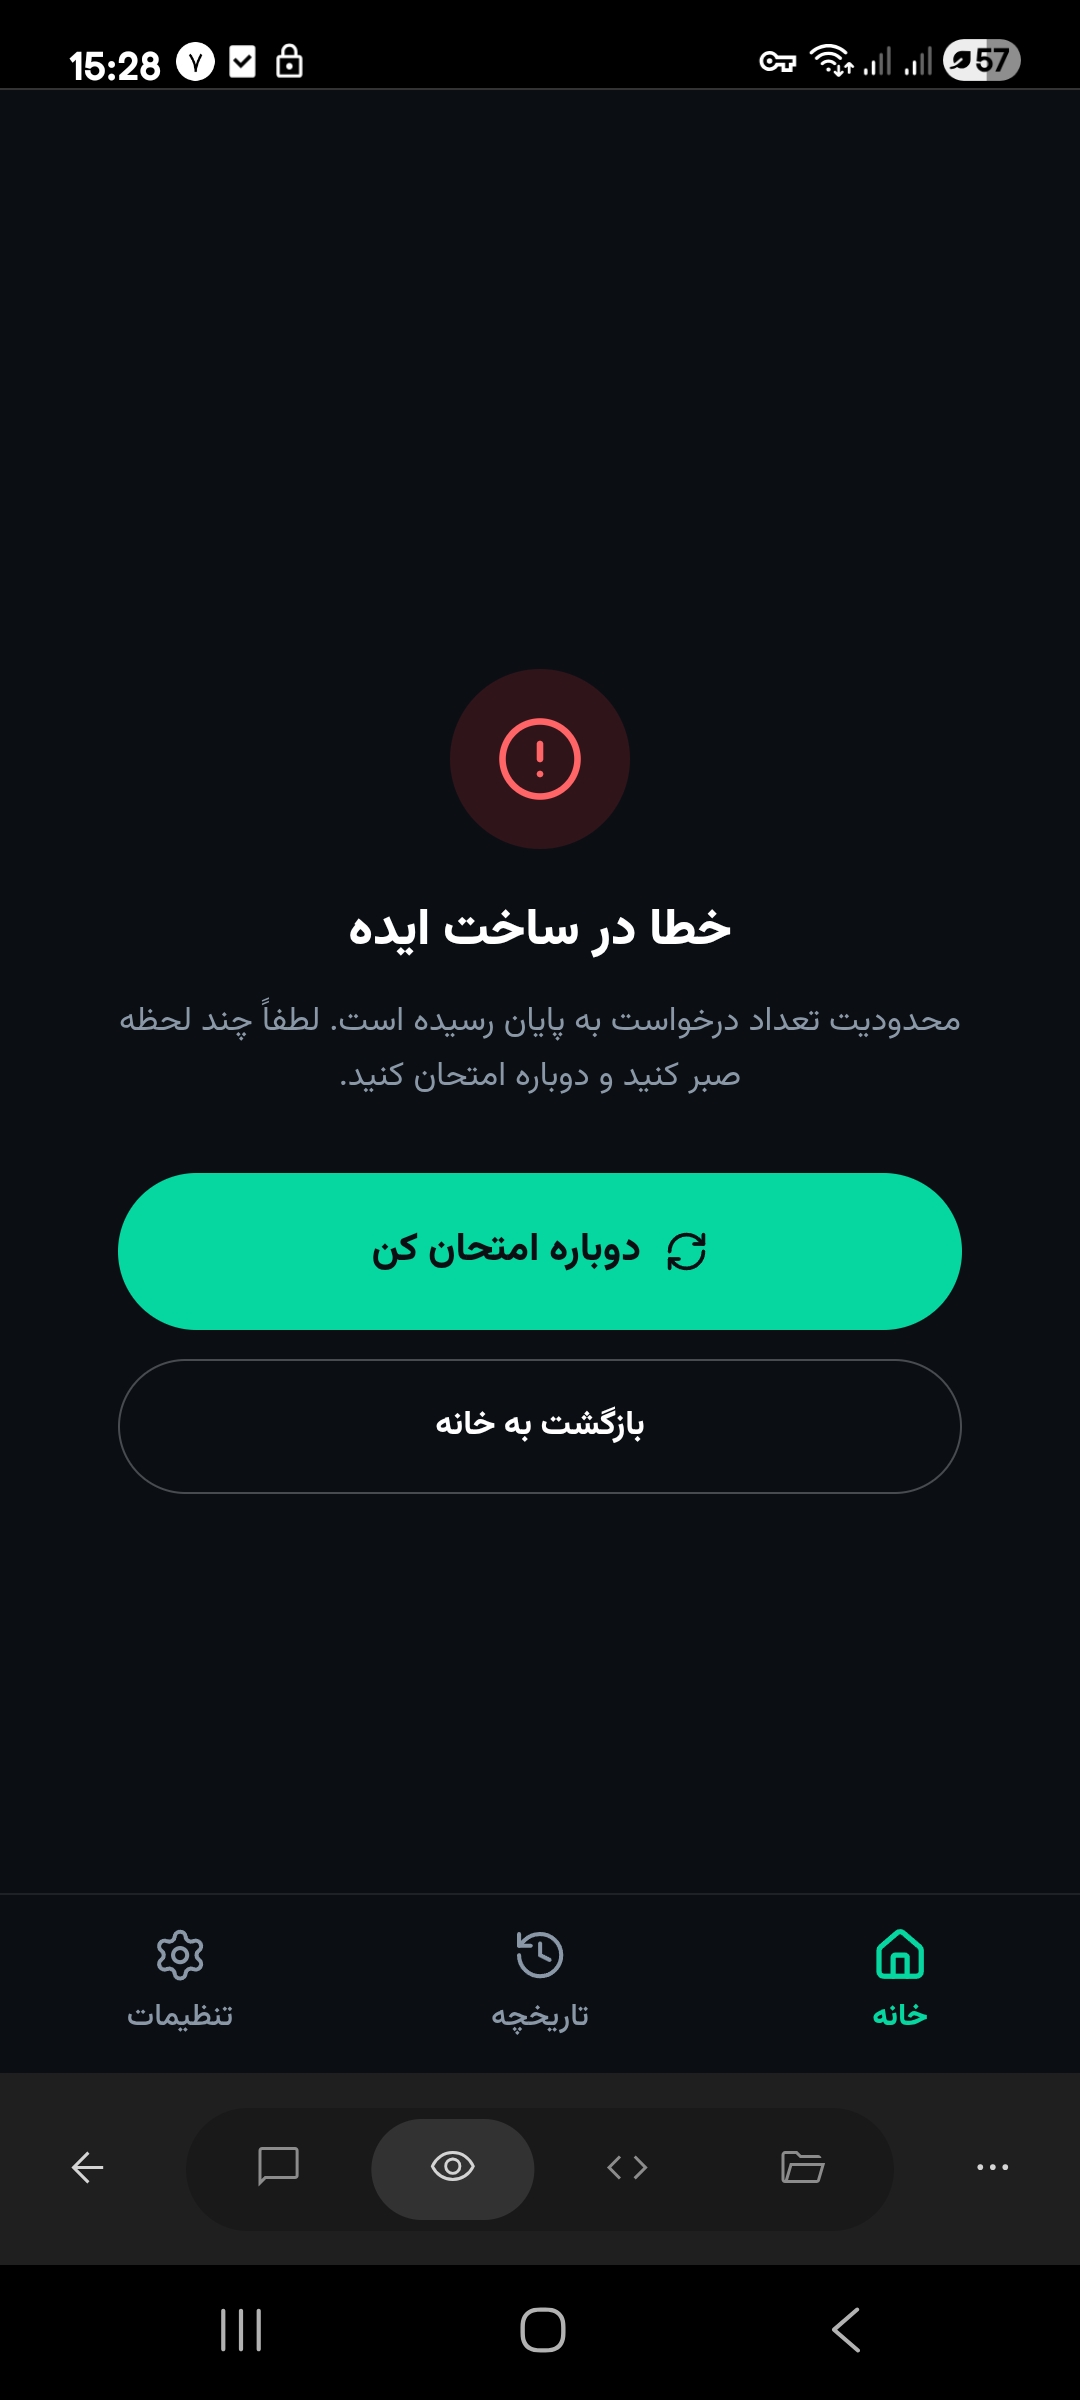 15:28
۷
57
خطا در ساخت ایده
محدودیت تعداد درخواست به پایان رسیده است. لطفاً چند لحظه
صبر کنید و دوباره امتحان کنید.
دوباره امتحان کن
بازگشت به خانه
خانه
تاریخچه
تنظیمات